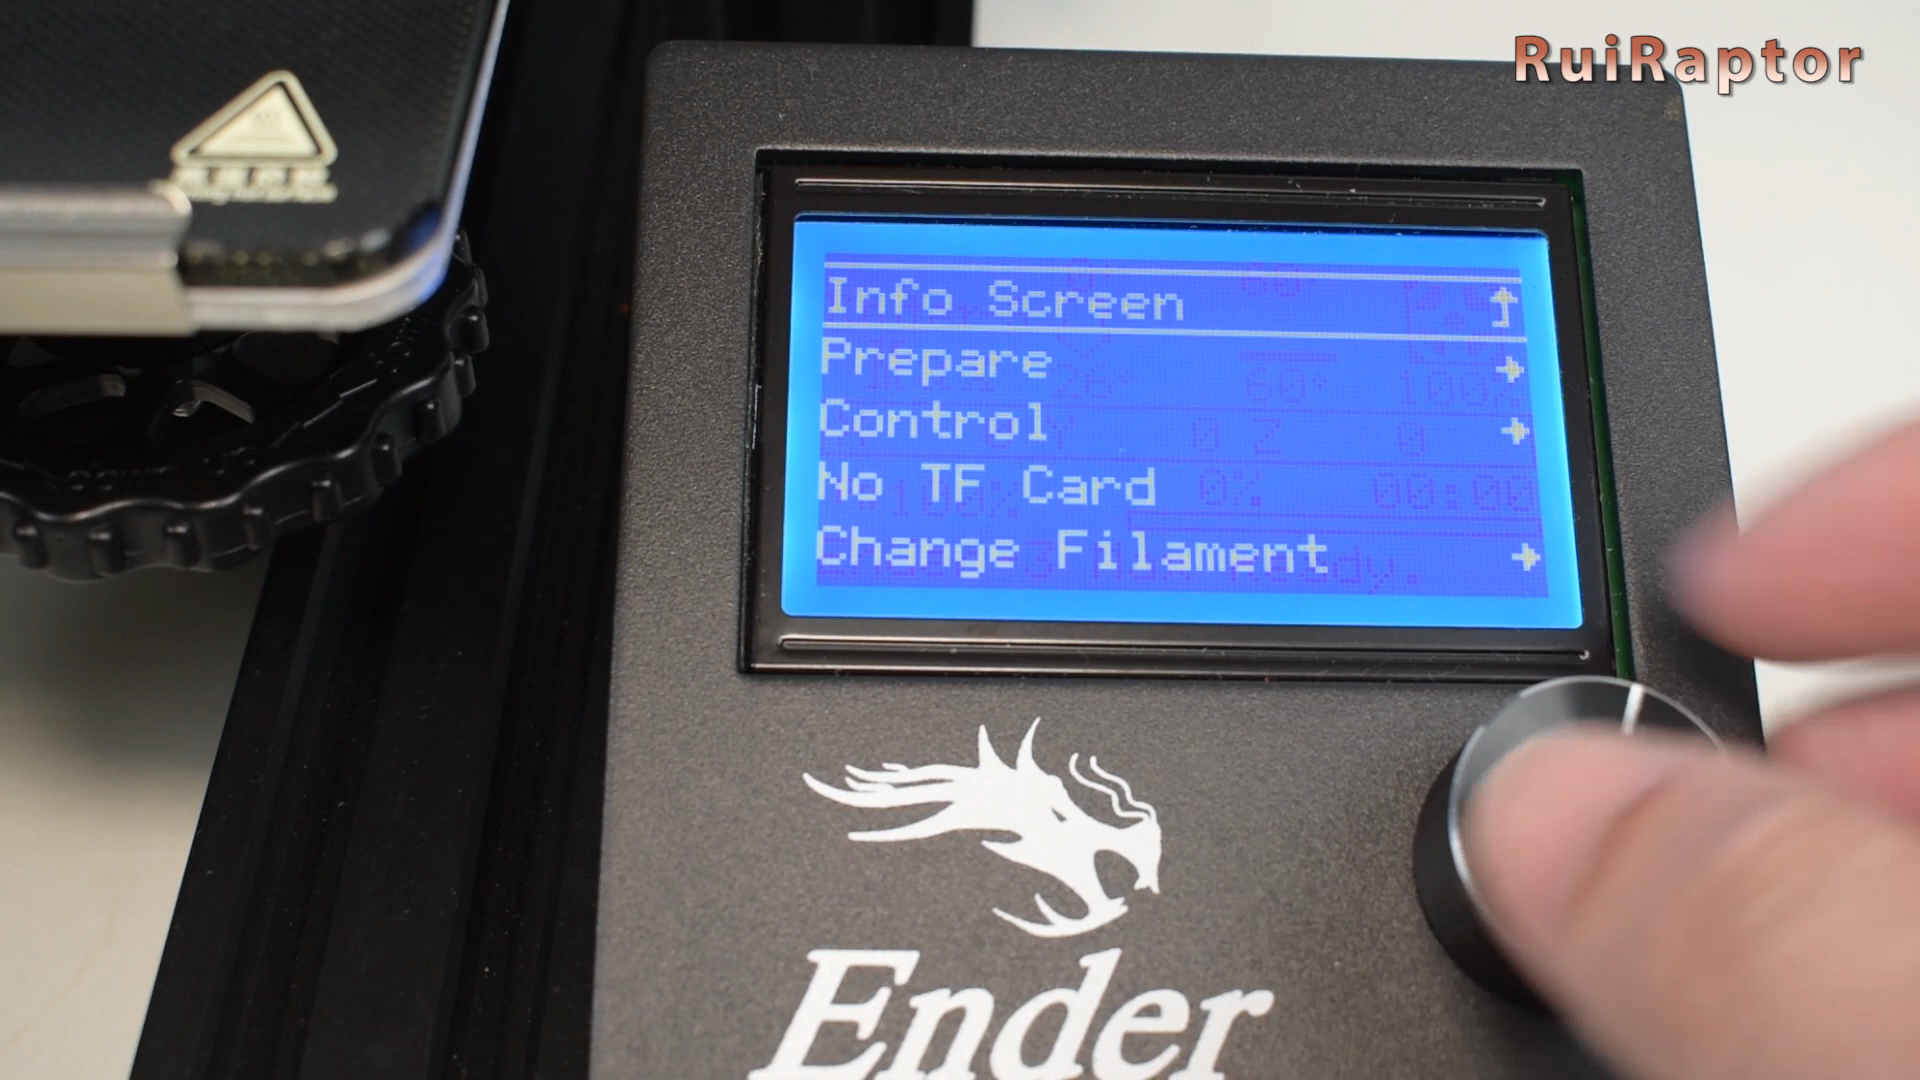 RuiRaptor
Info Screen
Prepare
Control
No TF Card
Change Filament
Ender